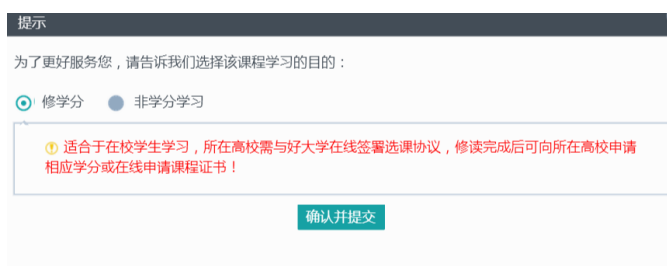 提示
为了更好服务您，请告诉我们选择该课程学习的目的：
修学分 非学分学习
适合于在校学生学习，所在高校需与好大学在线签署选课协议，修读完成后可向所在高校申请
相应学分或在线申请课程证书！
确认并提交